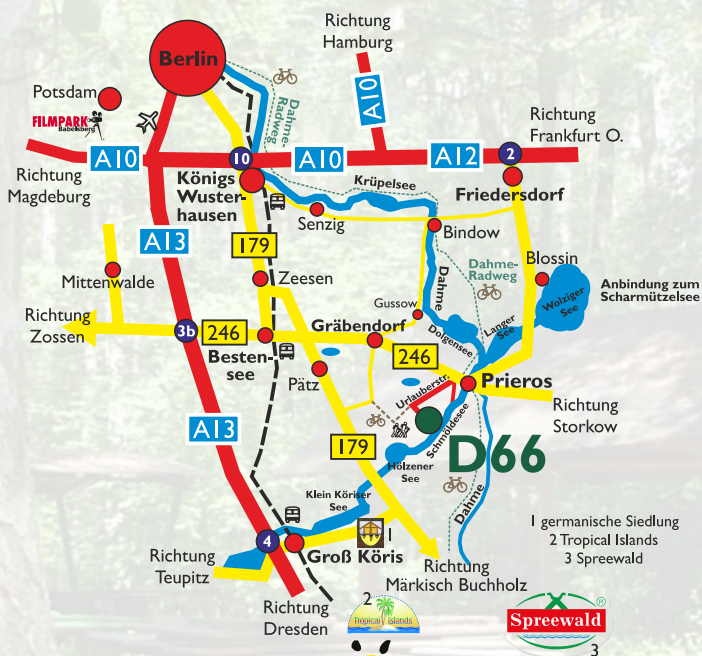 Richtung
Hamburg
Berlin
Potsdam
FILMPARK
Babelsberg
Dahme-
Radweg
A10
Richtung
Frankfurt O.
A10
10
A10
A12
2
Richtung
Magdeburg
Königs
Wuster-
hausen
Krüpelsee
Friedersdorf
Senzig
Bindow
A13
179
Mittenwalde
Zeesen
Dahme
Dahme-
Radweg
Blossin
Anbindung zum
Scharmützelsee
Wolziger
See
Richtung
Zossen
3b
246
Gussow
Gräbendorf
Dolgensee
Langer
See
Besten-
see
246
Pätz
Urlauberstr.
Prieros
Richtung
Storkow
Schmöldesee
A13
179
D66
Hölzener
See
Klein Köriser
See
Dahme
1 germanische Siedlung
2 Tropical Islands
3 Spreewald
1
4
Groß Köris
Richtung
Teupitz
Richtung
Märkisch Buchholz
Richtung
Dresden
2
Tropical Islands
Spreewald
®
3